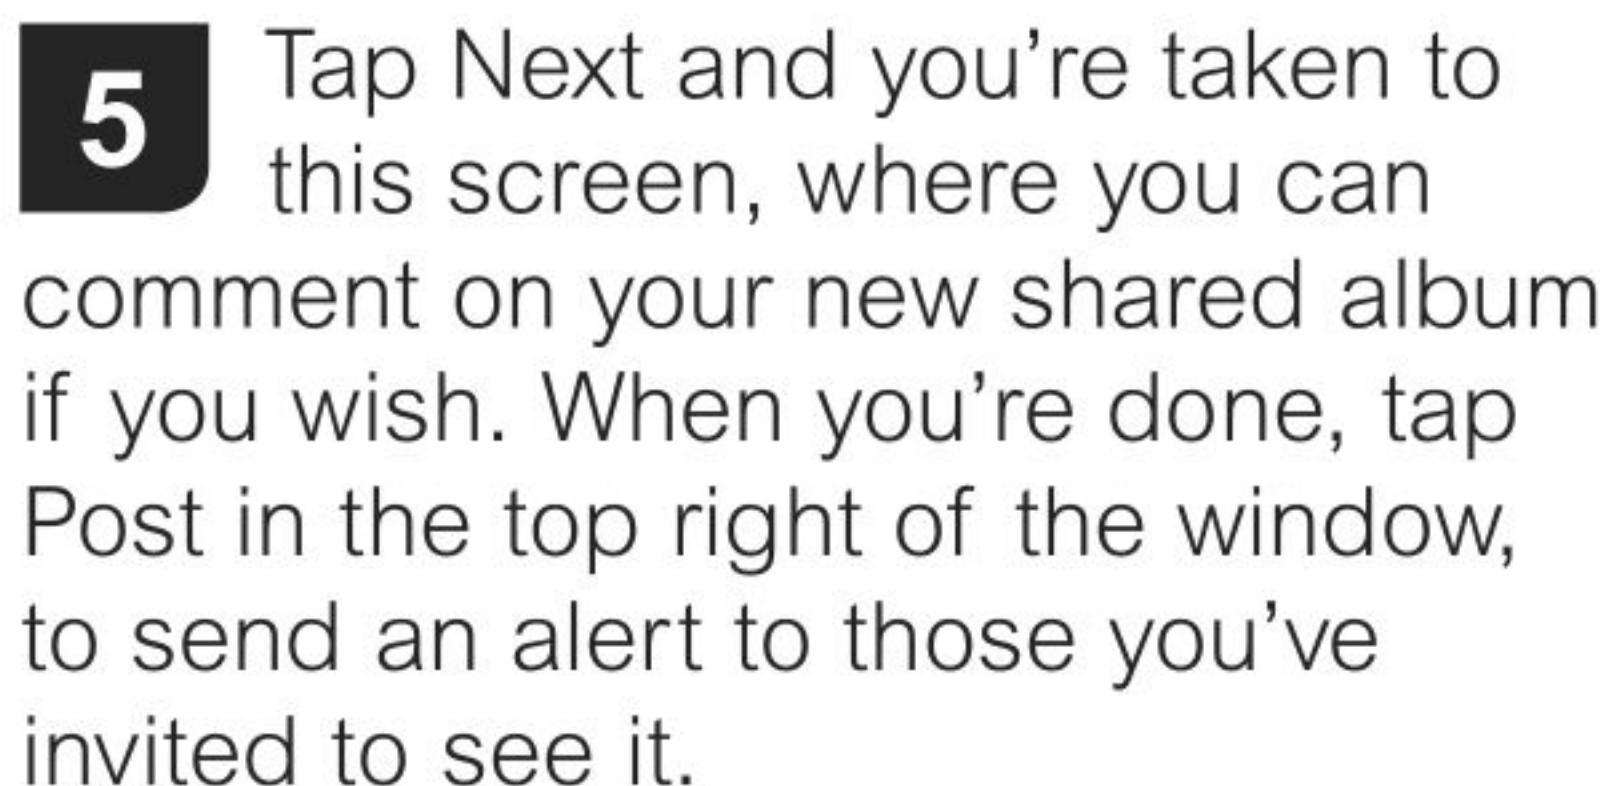 5 Tap Next and you’re taken to
this screen, where you can
comment on your new shared album
if you wish. When you’re done, tap
Post in the top right of the window,
to send an alert to those you’ve
invited to see it.